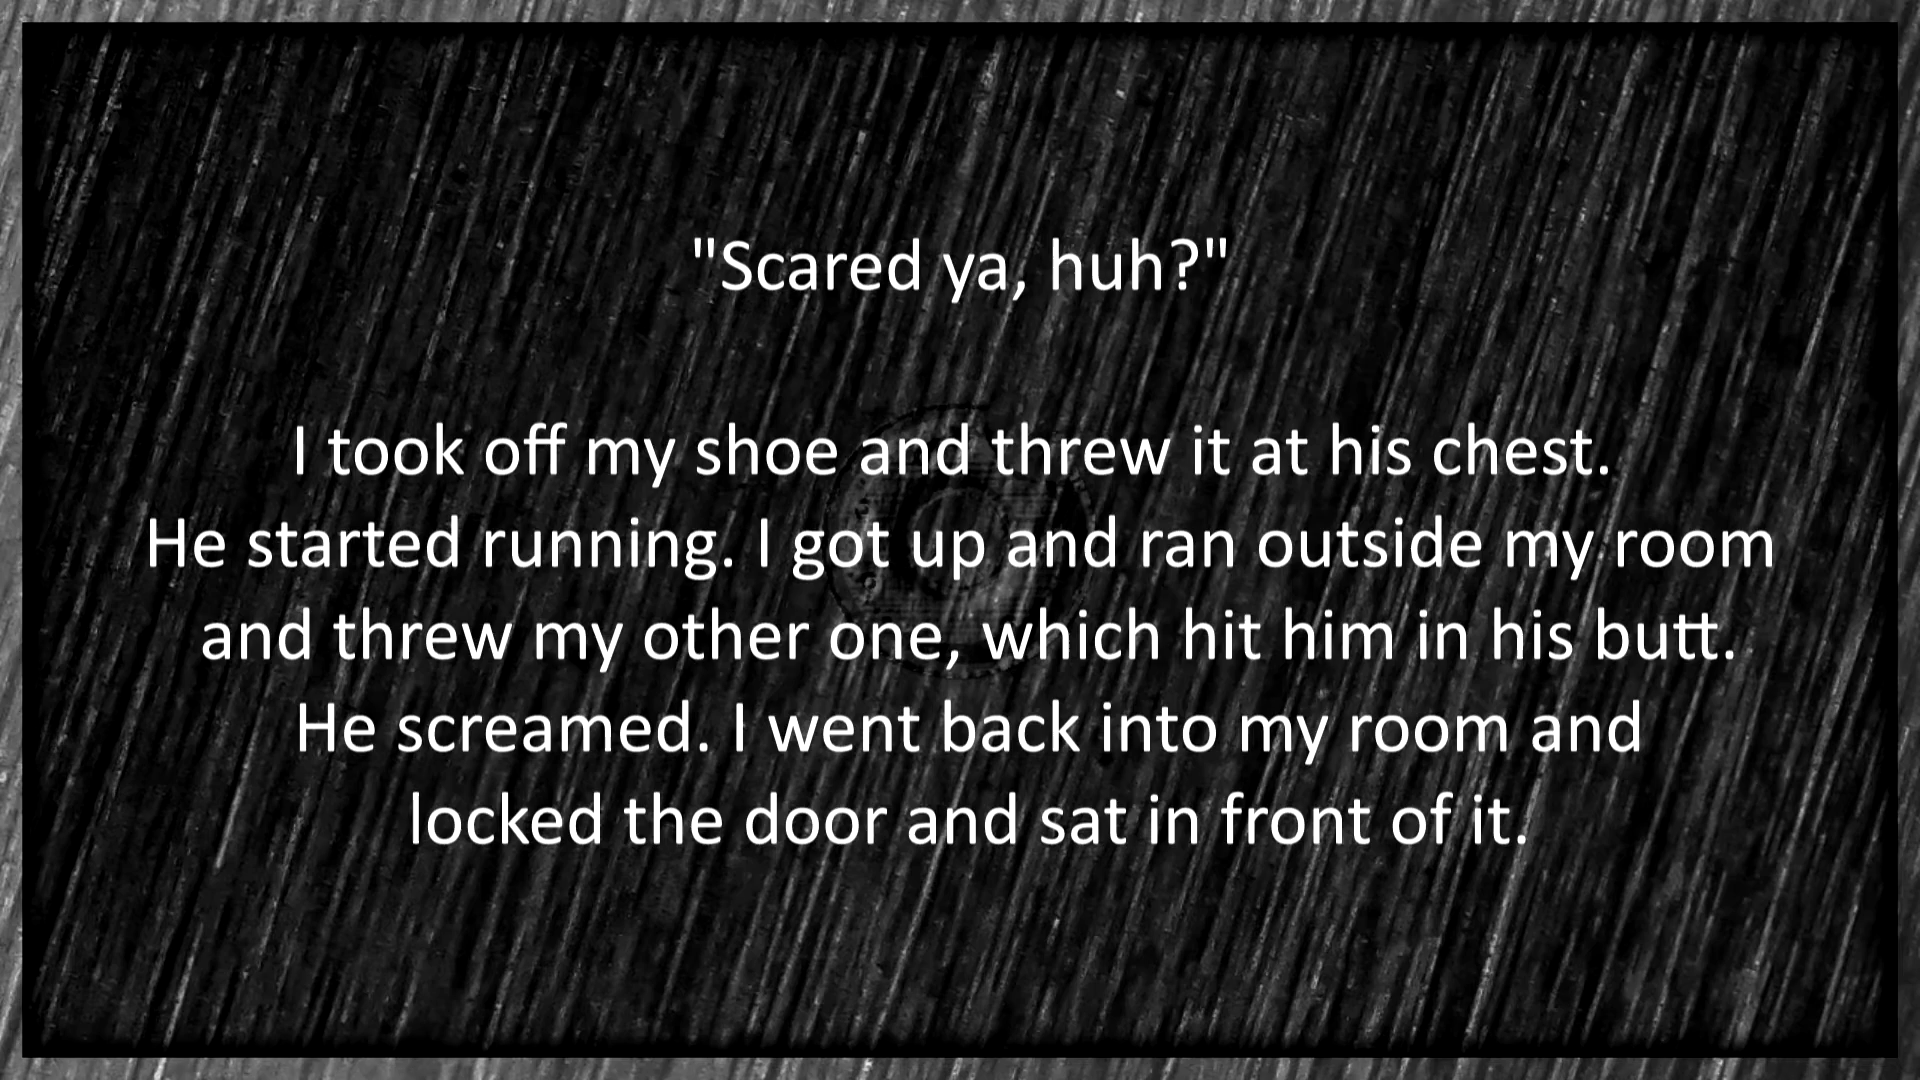 "Scared ya, huh?"
I took off my shoe and threw it at his chest.
He started running. I got up and ran outside my room
and threw my other one, which hit him in his butt.
He screamed. I went back into my room and
locked the door and sat in front of it.